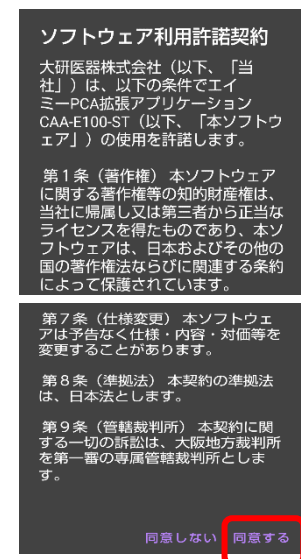 ソフトウェア利用許諾契約
大研医器株式会社（以下、「当
社」）は、以下の条件でエイ
ミーPCA拡張アプリケーション
CAA-E100-ST（以下、「本ソフトウ
ェア」）の使用を許諾します。
第１条（著作権） 本ソフトウェア
に関する著作権等の知的財産権は、
当社に帰属し又は第三者から正当な
ライセンスを得たものであり、本ソ
フトウェアは、日本およびその他の
国の著作権法ならびに関連する条約
によって保護されています。
第７条（仕様変更） 本ソフトウェ
アは予告なく仕様・内容・対価等を
変更することがあります。
第８条（準拠法） 本契約の準拠法
は、日本法とします。
第９条（管轄裁判所） 本契約に関
する一切の訴訟は、大阪地方裁判所
を第一審の専属管轄裁判所としま
す。
同意しない 同意する